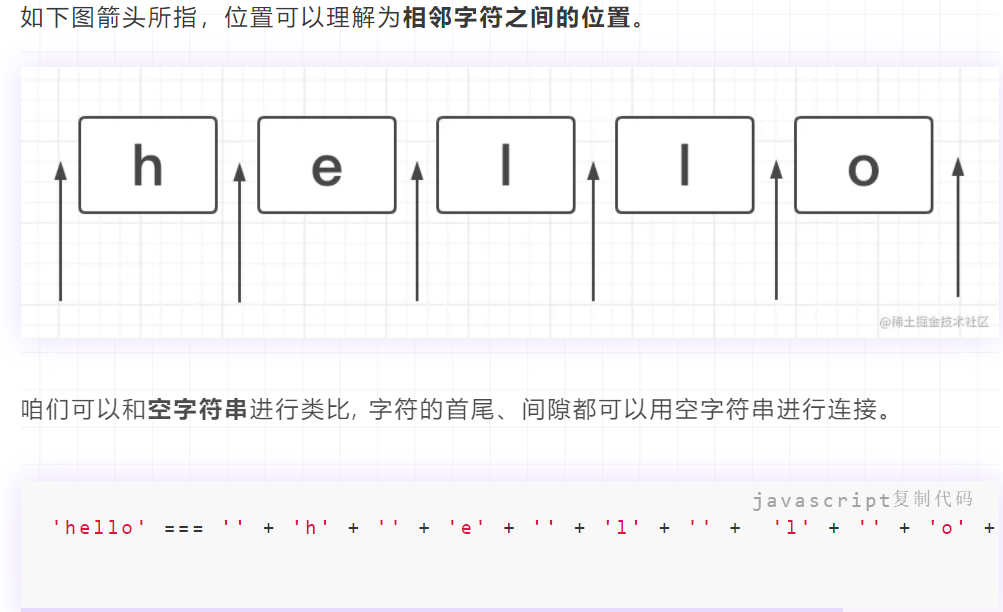 如下图箭头所指，位置可以理解为相邻字符之间的位置。
h e l l o
@稀土掘金技术社区
咱们可以和空字符串进行类比, 字符的首尾、间隙都可以用空字符串进行连接。
javascript复制代码
'hello' === '' + 'h' + '' + 'e' + '' + 'l' + '' +  'l' + '' + 'o' +